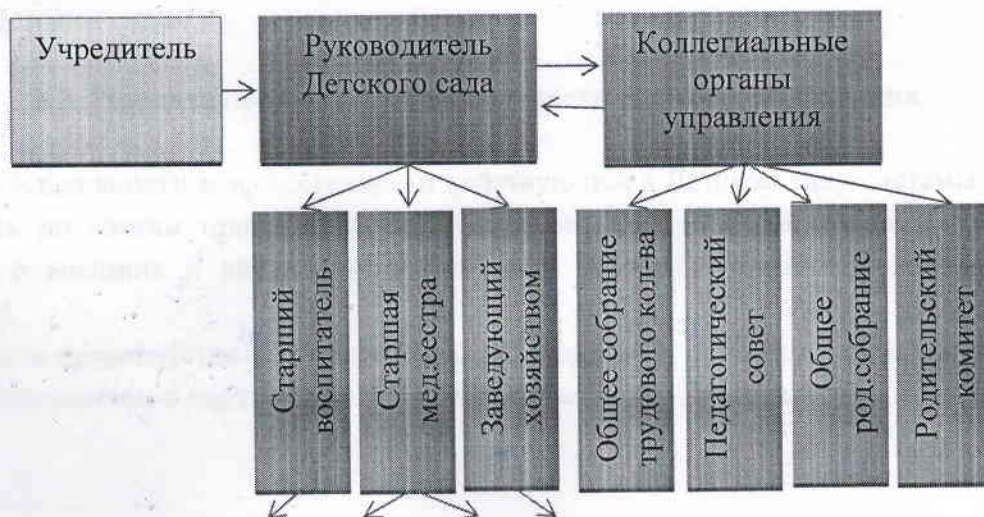 Учредитель
Руководитель
Детского сада
Коллегиальные
органы
управления
Старший
воспитатель
Старшая
мед.сестра
Заведующий
хозяйством
Общее собрание
трудового кол-ва
Педагогический
совет
Общее
род.собрание
Родительский
комитет